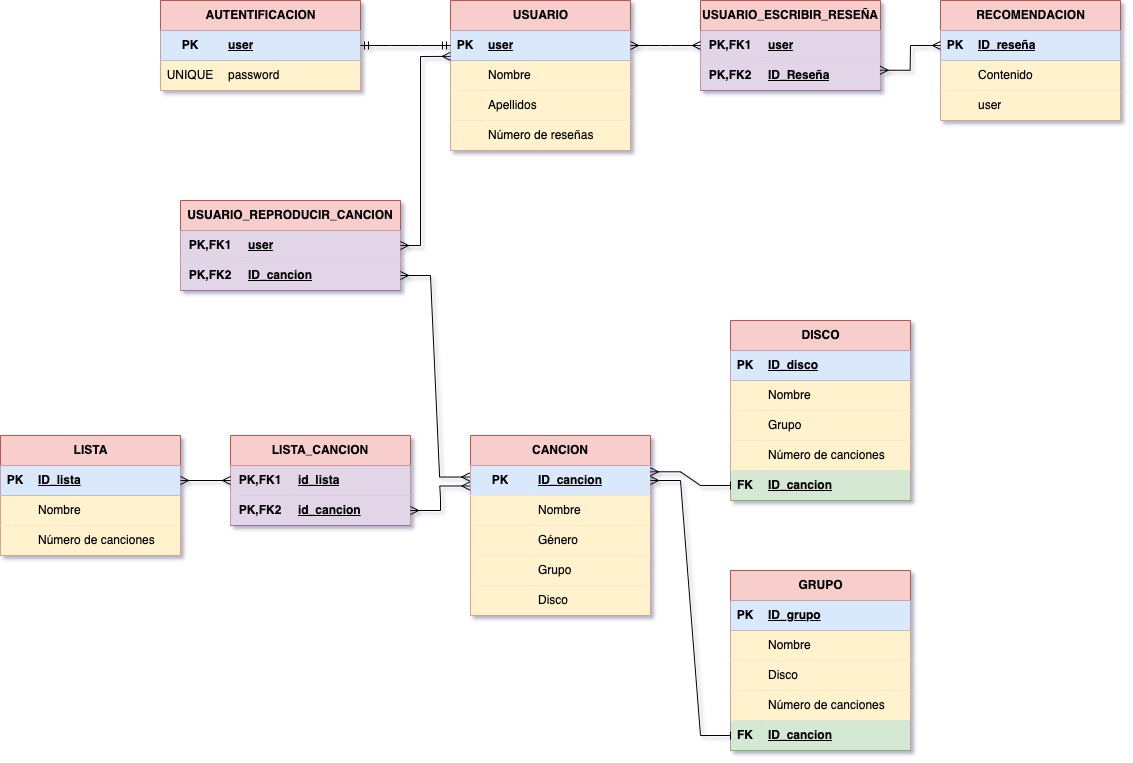 AUTENTIFICACION
PK user
UNIQUE password
USUARIO
PK user
Nombre
Apellidos
Número de reseñas
USUARIO_ESCRIBIR_RESEÑA
PK,FK1 user
PK,FK2 ID_Reseña
RECOMENDACION
PK ID_reseña
Contenido
user
USUARIO_REPRODUCIR_CANCION
PK,FK1 user
PK,FK2 ID_cancion
DISCO
PK ID_disco
Nombre
Grupo
Número de canciones
FK ID_cancion
LISTA
PK ID_lista
Nombre
Número de canciones
LISTA_CANCION
PK,FK1 id_lista
PK,FK2 id_cancion
CANCION
PK ID_cancion
Nombre
Género
Grupo
Disco
GRUPO
PK ID_grupo
Nombre
Disco
Número de canciones
FK ID_cancion